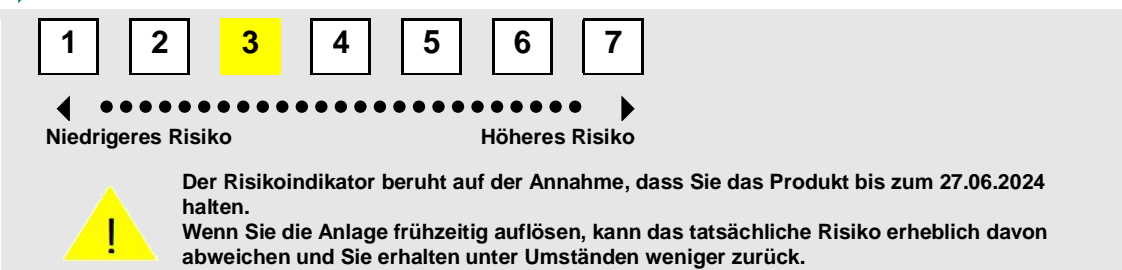 1 2 3 4 5 6 7
Niedrigeres Risiko Höheres Risiko
Der Risikoindikator beruht auf der Annahme, dass Sie das Produkt bis zum 27.06.2024
halten.
Wenn Sie die Anlage frühzeitig auflösen, kann das tatsächliche Risiko erheblich davon
! abweichen und Sie erhalten unter Umständen weniger zurück.